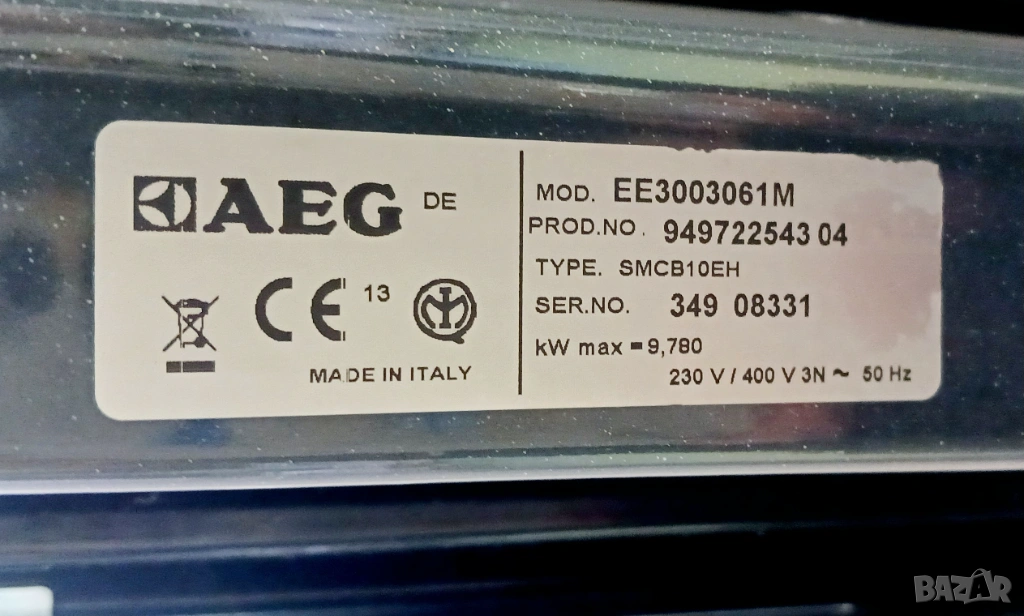 AEG DE
CE 13
MADE IN ITALY
MOD. EE3003061M
PROD.NO. 949722543 04
TYPE. SMCB10EH
SER.NO. 349 08331
kW max = 9,780
230 V / 400 V 3N ~ 50 Hz
BAZAR